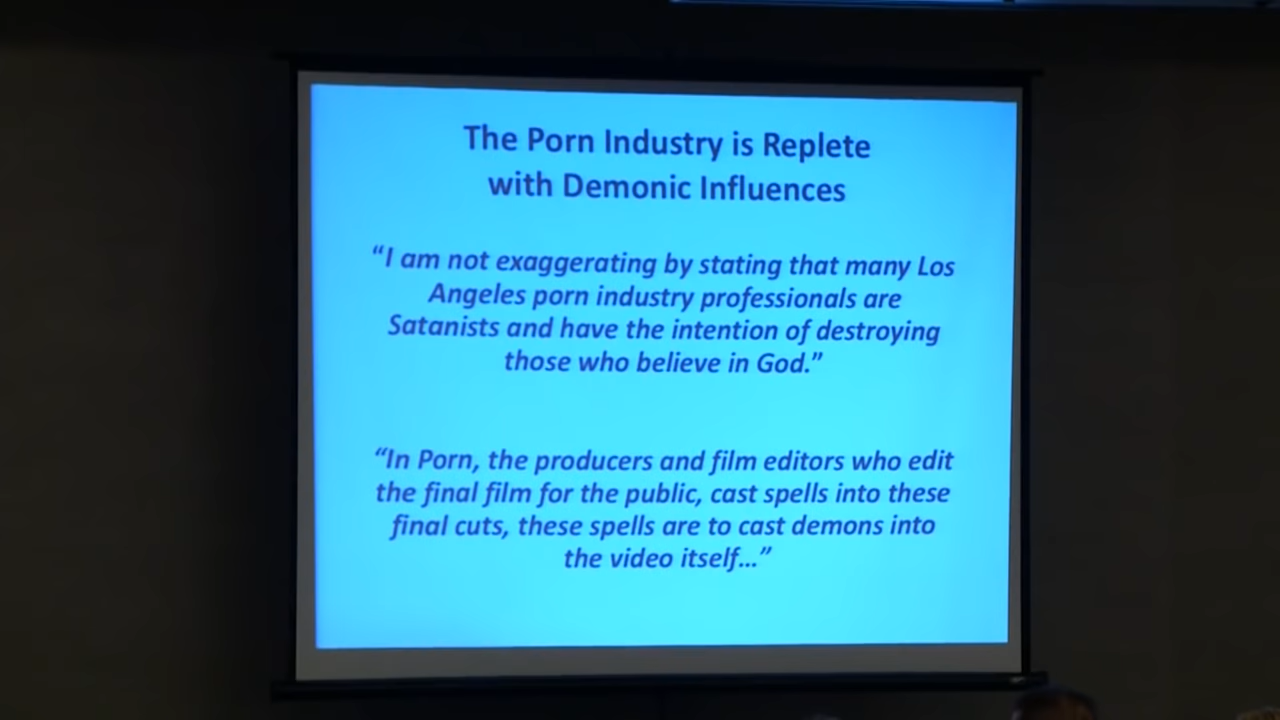 The Porn Industry is Replete
with Demonic Influences
“I am not exaggerating by stating that many Los
Angeles porn industry professionals are
Satanists and have the intention of destroying
those who believe in God.”
“In Porn, the producers and film editors who edit
the final film for the public, cast spells into these
final cuts, these spells are to cast demons into
the video itself...”